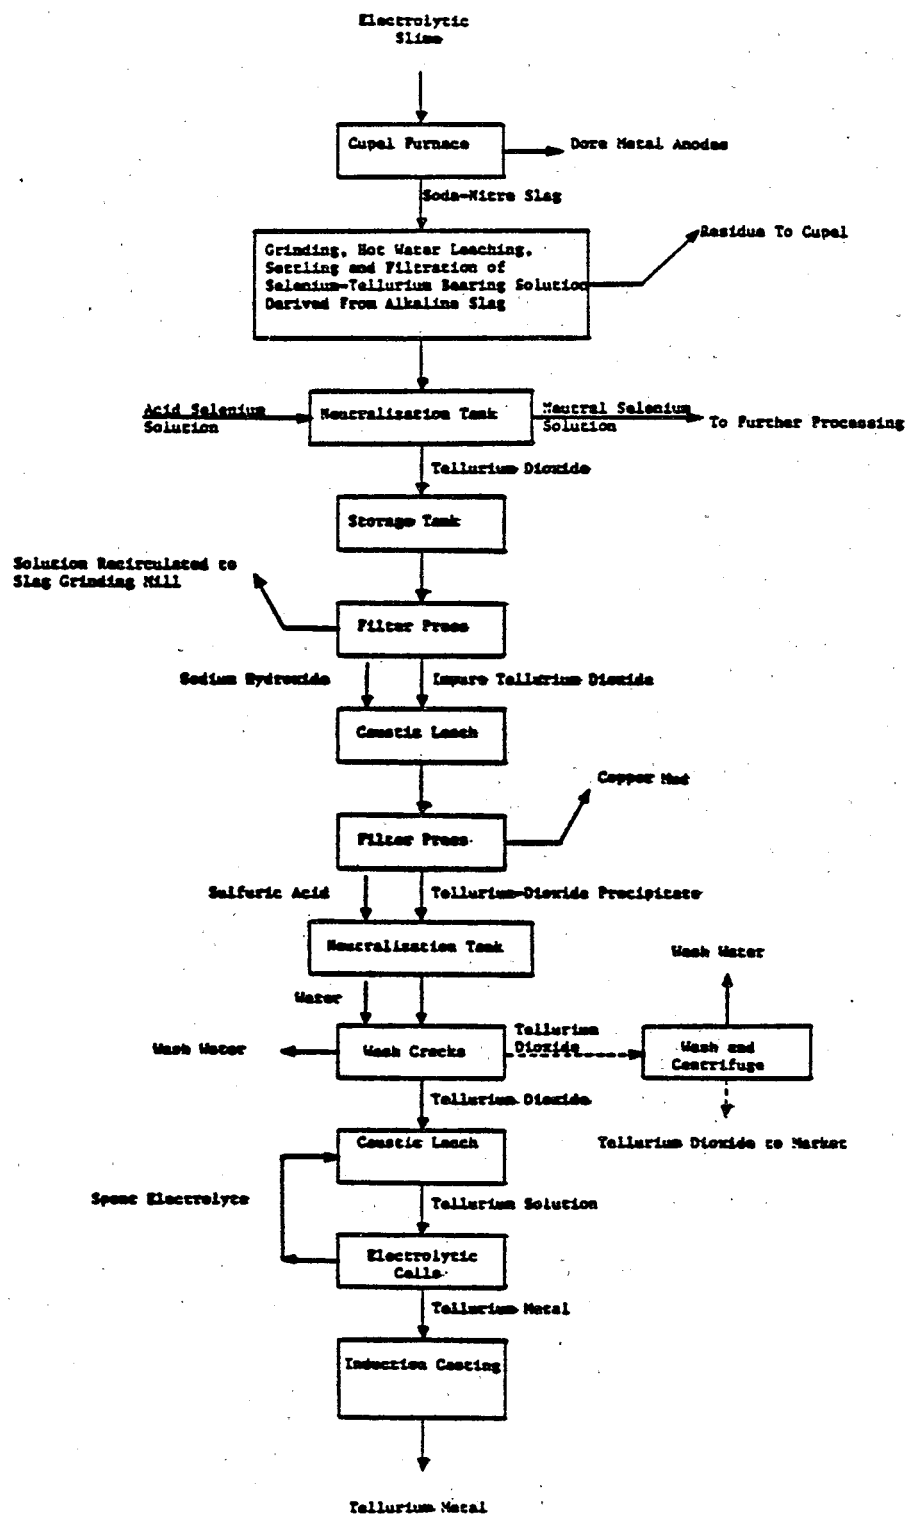 Electrolytic
Slime
Cupel Furnace
Dore Metal Anodes
Soda-Nitre Slag
Residue To Cupel
Grinding, Hot Water Leaching,
Settling and Filtration of
Selenium-Tellurium Bearing Solution
Derived From Alkaline Slag
Acid Selenium
Solution
Neutralization Tank
Neutral Selenium
Solution
To Further Processing
Tellurium Dioxide
Storage Tank
Solution Recirculated to
Slag Grinding Mill
Filter Press
Sodium Hydroxide
Impure Tellurium Dioxide
Caustic Leach
Copper Mud
Filter Press
Sulfuric Acid
Tellurium-Dioxide Precipitate
Neutralization Tank
Wash Water
Water
Wash Water
Wash Crocks
Tellurium
Dioxide
Wash and
Centrifuge
Tellurium Dioxide
Caustic Leach
Tellurium Dioxide to Market
Spent Electrolyte
Tellurium Solution
Electrolytic
Cells
Tellurium Metal
Induction Casting
Tellurium Metal